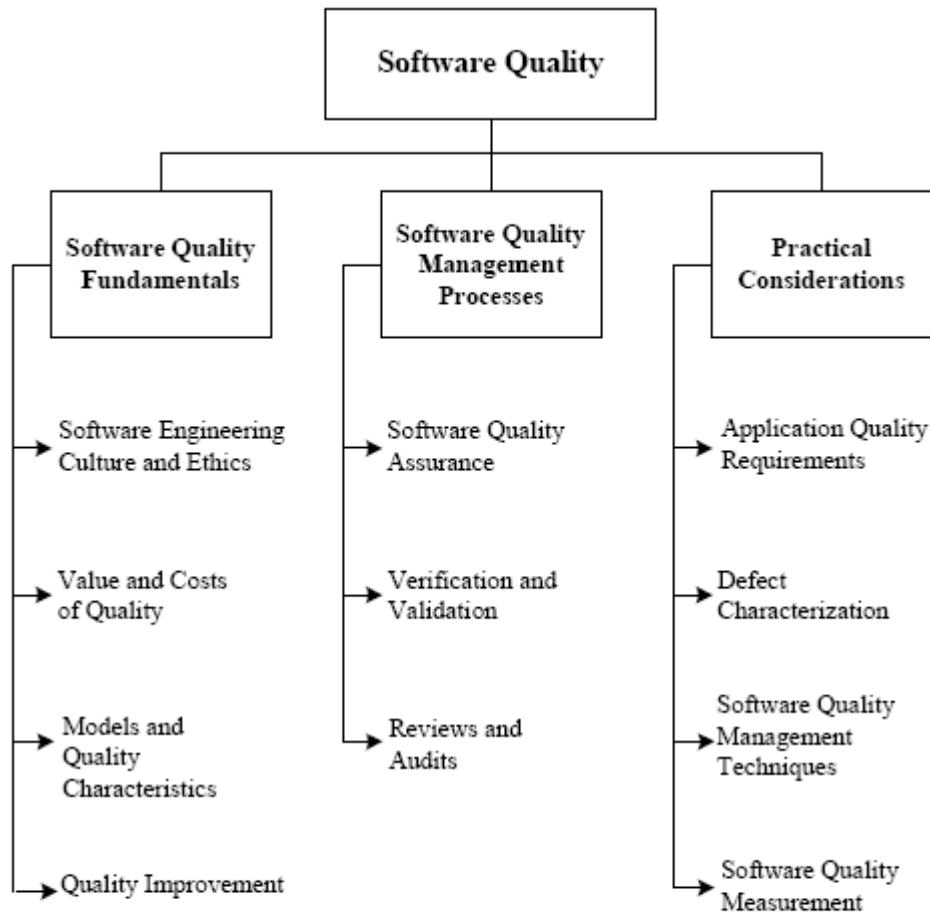 Software Quality
Software Quality
Fundamentals
Software Engineering
Culture and Ethics
Value and Costs
of Quality
Models and
Quality
Characteristics
Quality Improvement
Software Quality
Management
Processes
Software Quality
Assurance
Verification and
Validation
Reviews and
Audits
Practical
Considerations
Application Quality
Requirements
Defect
Characterization
Software Quality
Management
Techniques
Software Quality
Measurement